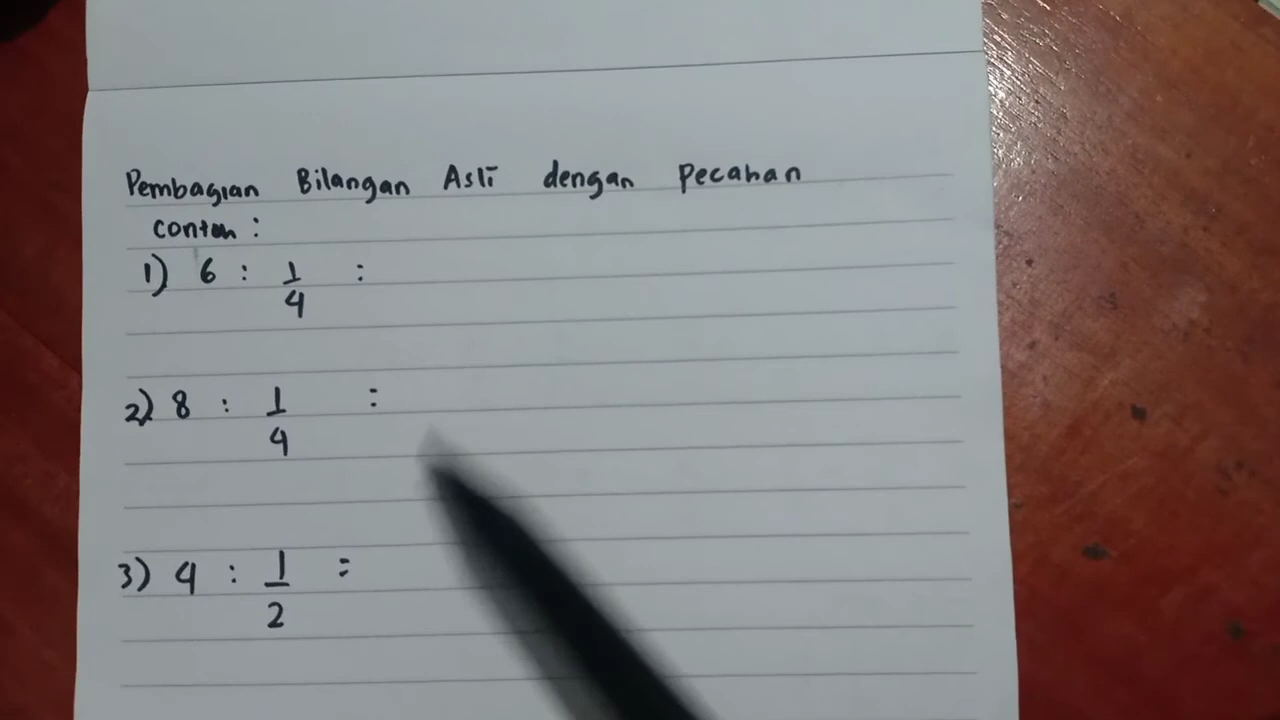 Pembagian Bilangan Asli dengan Pecahan
Contoh :
1) 6 : 1/4 :
2) 8 : 1/4 :
3) 4 : 1/2 =